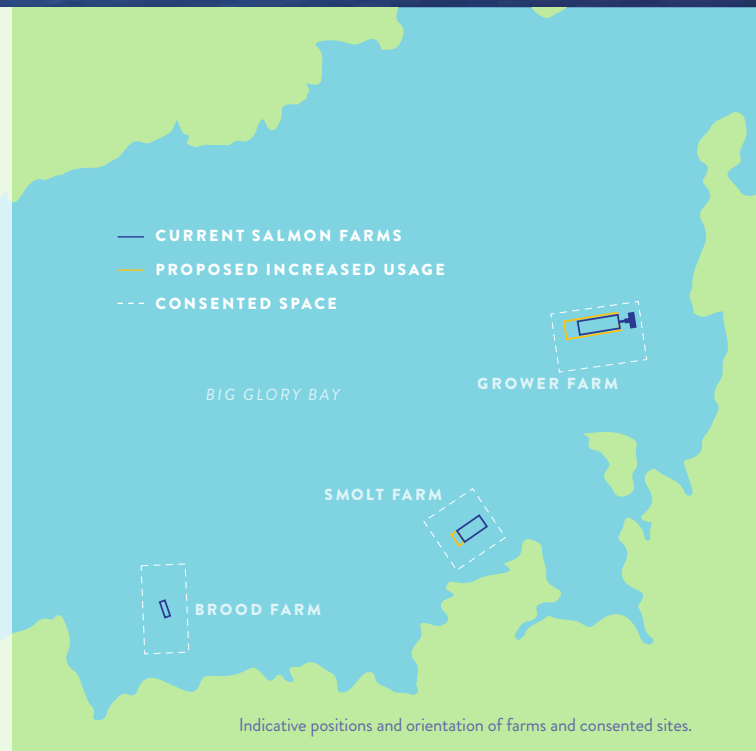 CURRENT SALMON FARMS
PROPOSED INCREASED USAGE
CONSENTED SPACE
GROWER FARM
BIG GLORY BAY
SMOLT FARM
BROOD FARM
Indicative positions and orientation of farms and consented sites.